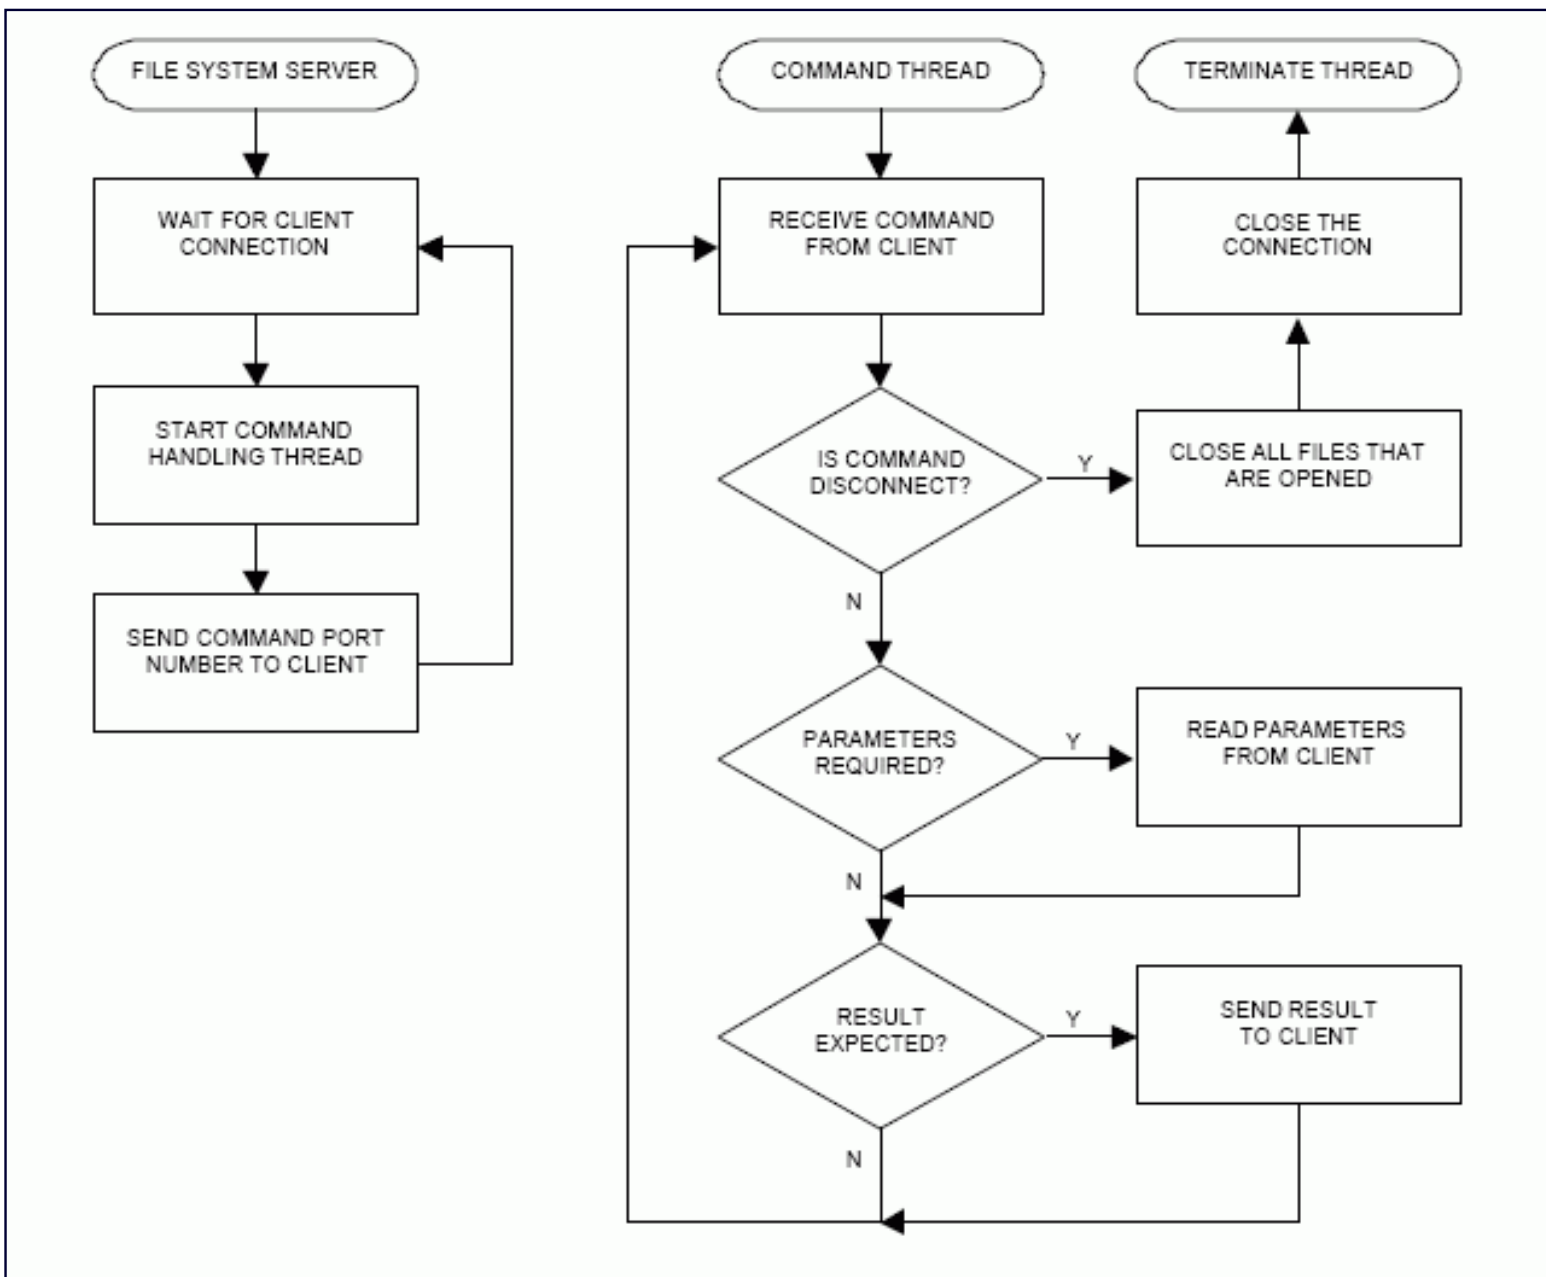 FILE SYSTEM SERVER
WAIT FOR CLIENT
CONNECTION
START COMMAND
HANDLING THREAD
SEND COMMAND PORT
NUMBER TO CLIENT
COMMAND THREAD
RECEIVE COMMAND
FROM CLIENT
IS COMMAND
DISCONNECT?
Y
N
PARAMETERS
REQUIRED?
Y
N
RESULT
EXPECTED?
Y
N
TERMINATE THREAD
CLOSE THE
CONNECTION
CLOSE ALL FILES THAT
ARE OPENED
READ PARAMETERS
FROM CLIENT
SEND RESULT
TO CLIENT